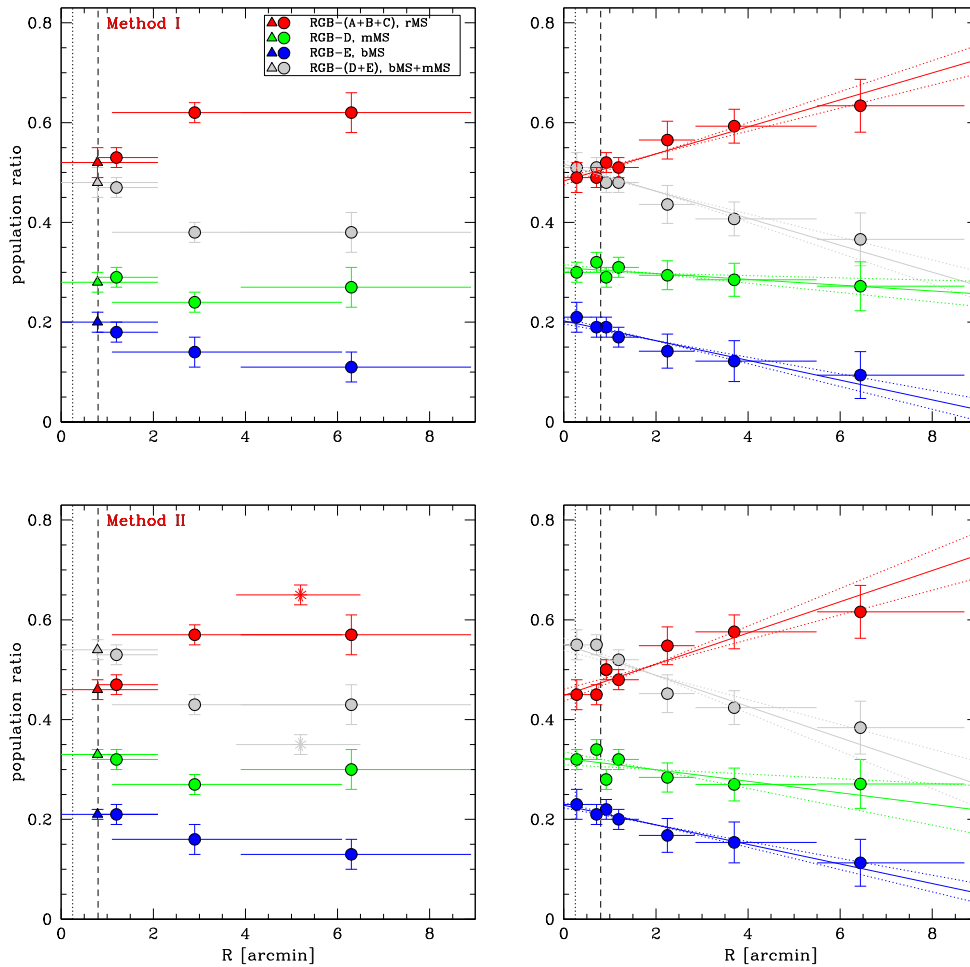 Method I
RGB-(A+B+C), rMS
RGB-D, mMS
RGB-E, bMS
RGB-(D+E), bMS+mMS
population ratio
0.8
0.6
0.4
0.2
0
0 2 4 6 8
0.8
0.6
0.4
0.2
0
0 2 4 6 8
Method II
population ratio
0.8
0.6
0.4
0.2
0
0 2 4 6 8
R [arcmin]
0.8
0.6
0.4
0.2
0
0 2 4 6 8
R [arcmin]